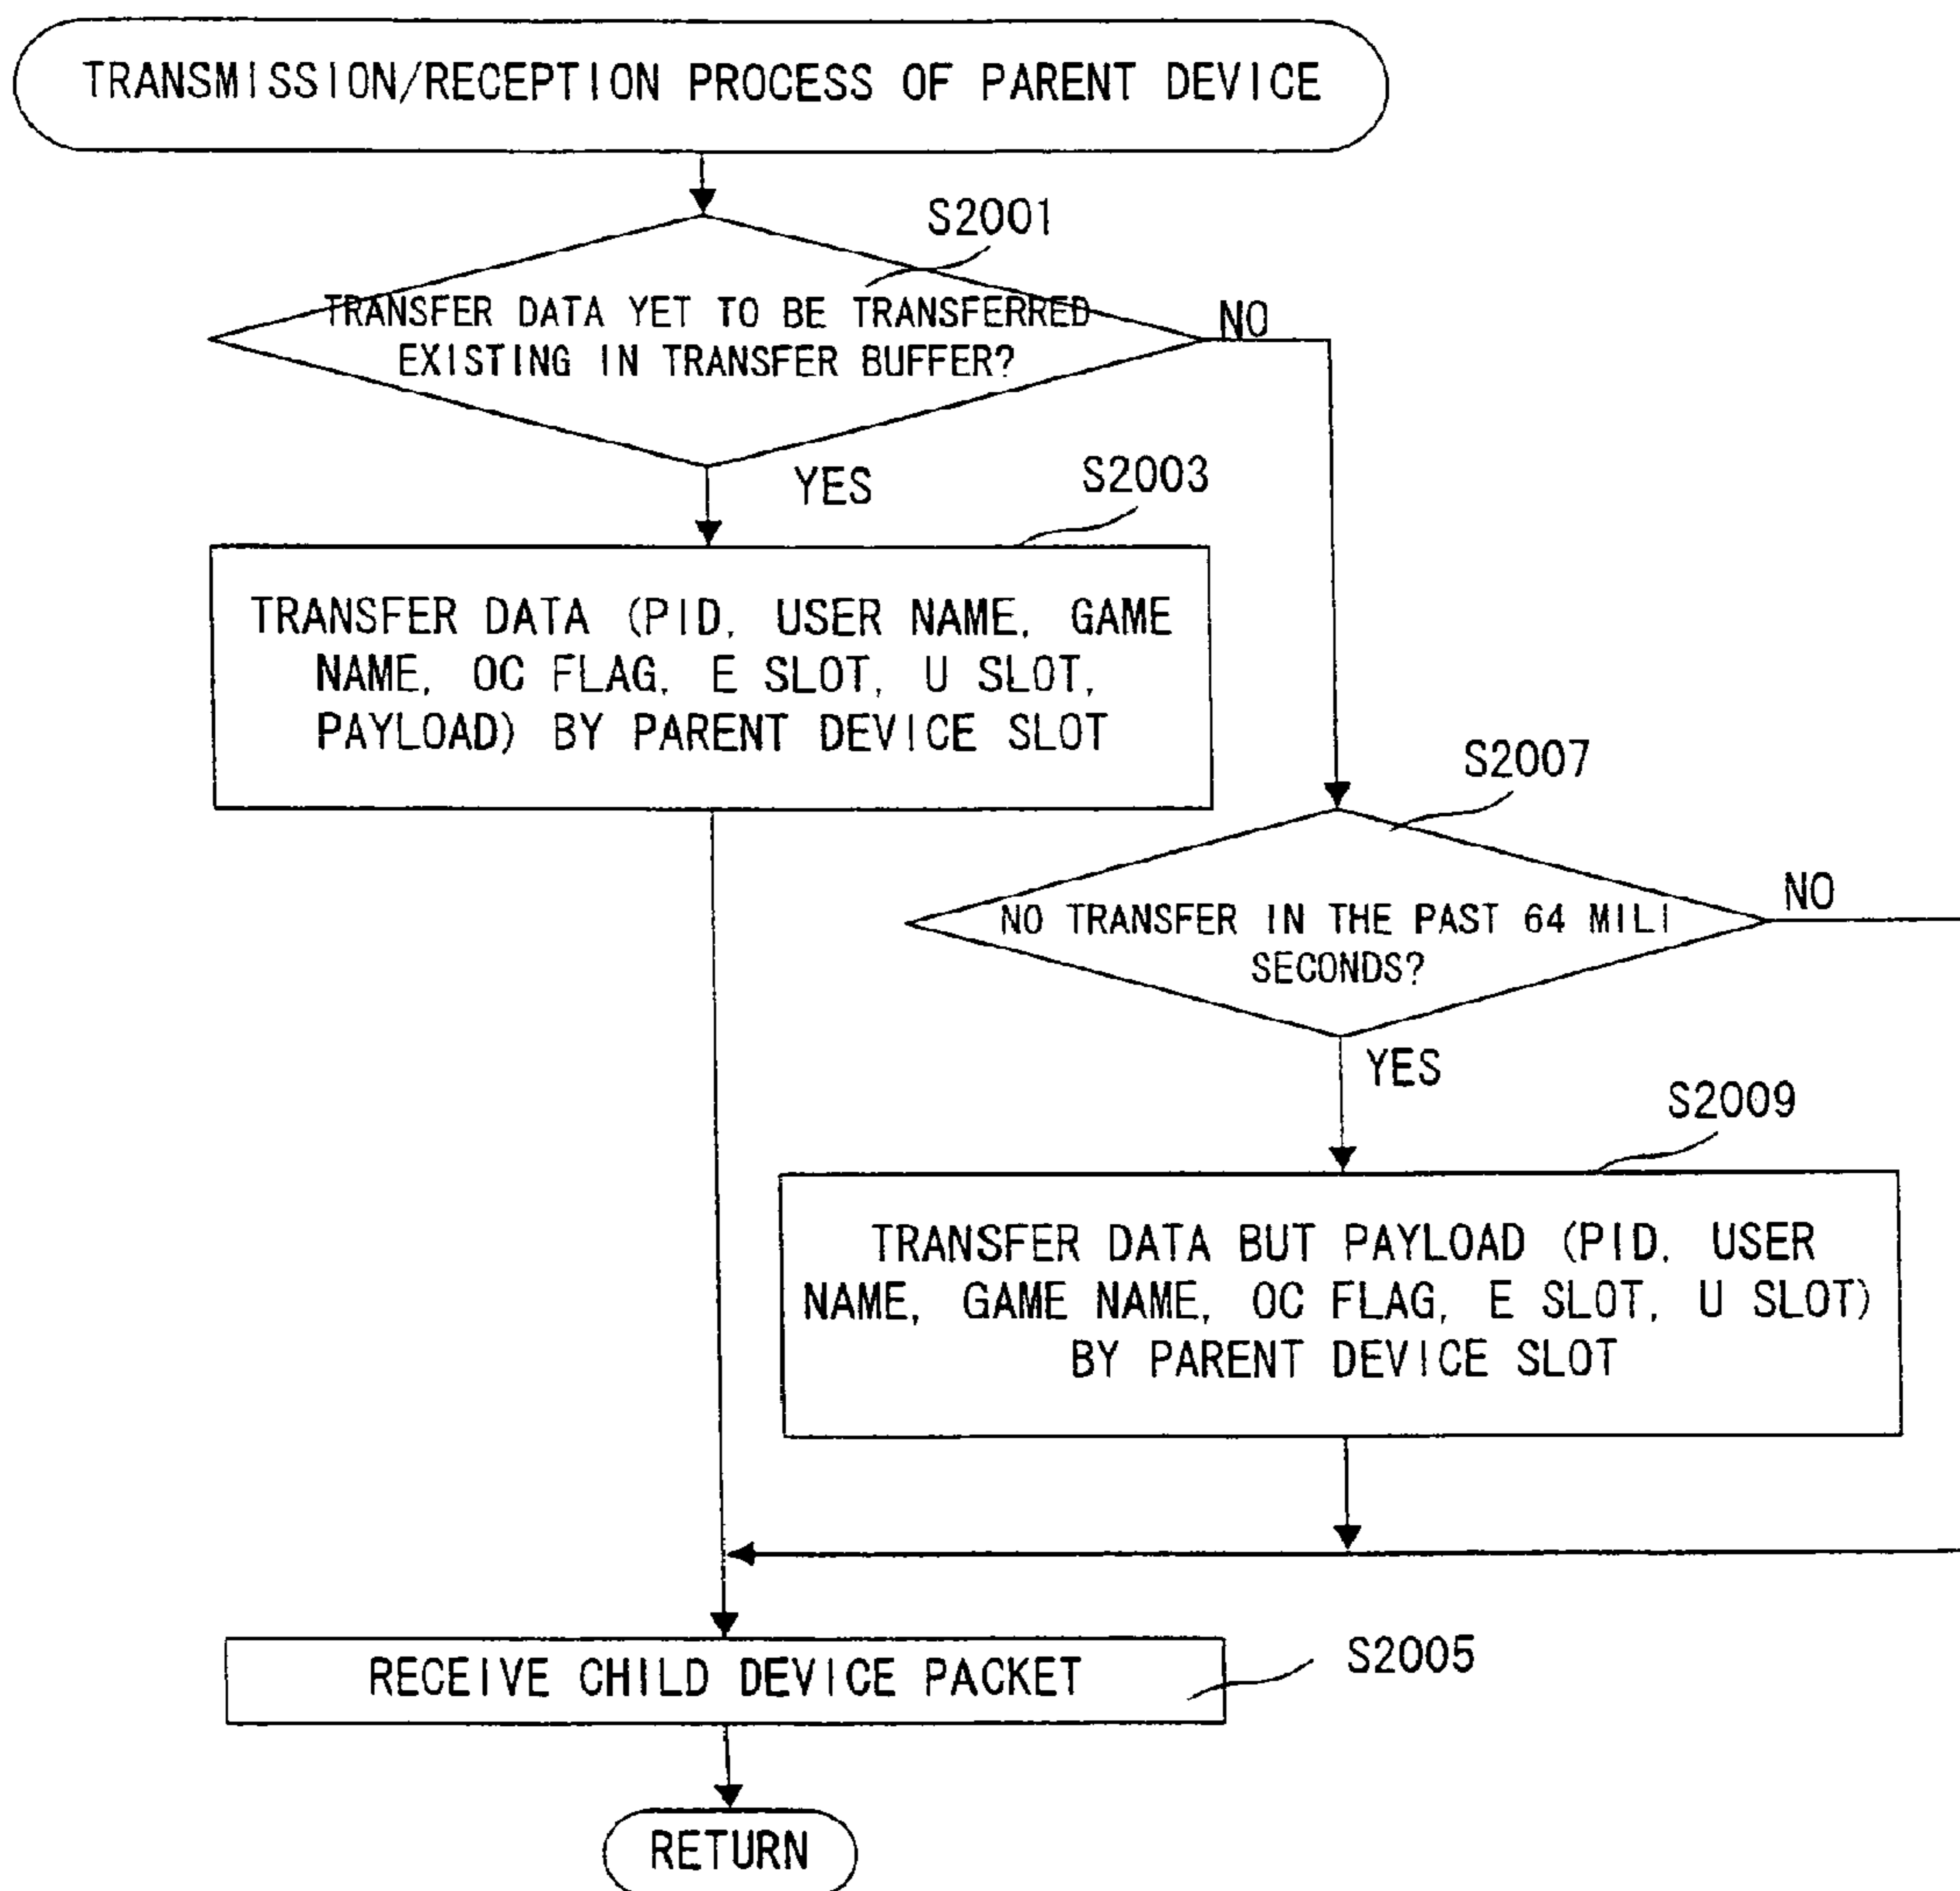 TRANSMISSION/RECEPTION PROCESS OF PARENT DEVICE
S2001
TRANSFER DATA YET TO BE TRANSFERRED
EXISTING IN TRANSFER BUFFER?
NO
YES
S2003
TRANSFER DATA (PID, USER NAME, GAME
NAME, OC FLAG, E SLOT, U SLOT,
PAYLOAD) BY PARENT DEVICE SLOT
S2007
NO TRANSFER IN THE PAST 64 MILI
SECONDS?
NO
YES
S2009
TRANSFER DATA BUT PAYLOAD (PID, USER
NAME, GAME NAME, OC FLAG, E SLOT, U SLOT)
BY PARENT DEVICE SLOT
RECEIVE CHILD DEVICE PACKET
S2005
RETURN